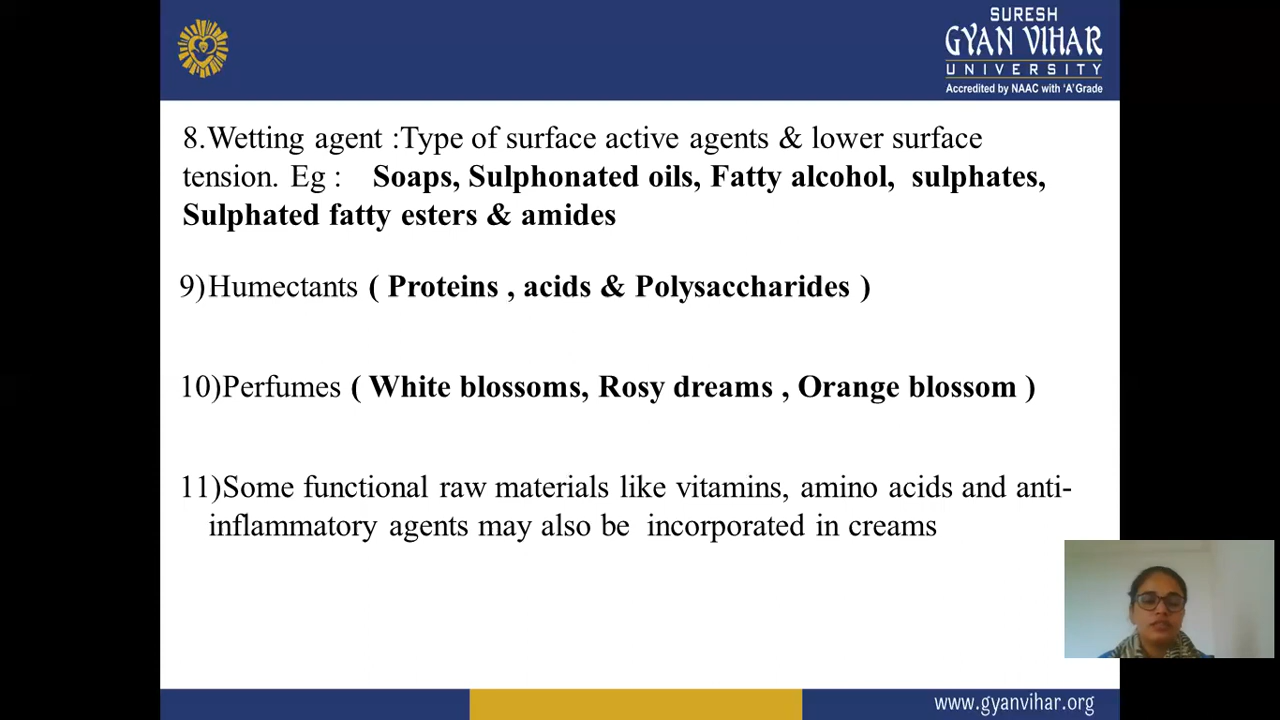 SURESH
GYAN VIHAR
UNIVERSITY
Accredited by NAAC with 'A' Grade
8.Wetting agent :Type of surface active agents & lower surface
tension. Eg : Soaps, Sulphonated oils, Fatty alcohol, sulphates,
Sulphated fatty esters & amides
9)Humectants ( Proteins , acids & Polysaccharides )
10)Perfumes ( White blossoms, Rosy dreams , Orange blossom )
11)Some functional raw materials like vitamins, amino acids and anti-
inflammatory agents may also be incorporated in creams
www.gyanvihar.org